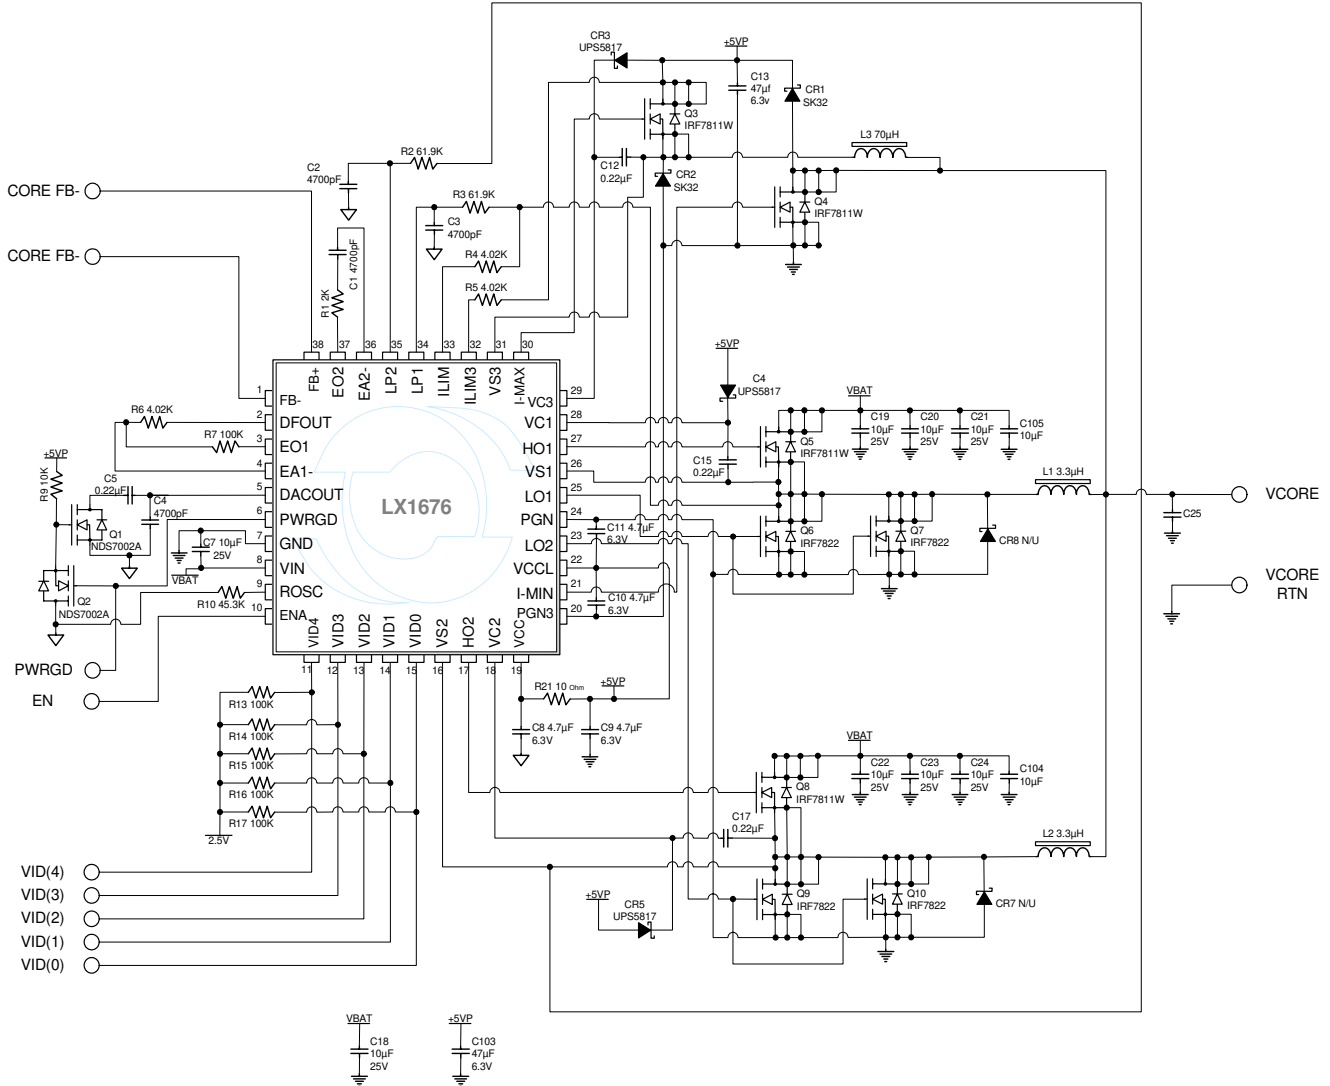 CR3
UPS5817
+5VP
C13
47µf
6.3v
CR1
SK32
Q3
IRF7811W
L3 70µH
C2
4700pF
R2 61.9K
C12
0.22µF
CR2
SK32
CORE FB-
R3 61.9K
C3
4700pF
Q4
IRF7811W
CORE FB-
C1 4700pF
R4 4.02K
R5 4.02K
R1 2K
38 37 36 35 34 33 32 31 30
FB+ EO2 EA2- LP2 LP1 ILIM ILIM3 VS3 I-MAX
+5VP
C4
UPS5817
1 FB-
2 DFOUT
3 EO1
4 EA1-
5 DACOUT
6 PWRGD
7 GND
8 VIN
9 ROSC
10 ENA
29 VC3
28 VC1
27 HO1
26 VS1
25 LO1
24 PGN
23 LO2
22 VCCL
21 I-MIN
20 PGN3
LX1676
R6 4.02K
R7 100K
+5VP
R9 10K
C5
0.22µF
C4
4700pF
Q1
NDS7002A
C7 10µF
25V
VBAT
Q2
NDS7002A
R10 45.3K
PWRGD
EN
VBAT
C19
10µF
25V
C20
10µF
25V
C21
10µF
25V
C105
10µF
Q5
IRF7811W
C15
0.22µF
L1 3.3µH
VCORE
C25
C11 4.7µF
6.3V
Q6
IRF7822
Q7
IRF7822
CR8 N/U
VCORE
RTN
C10 4.7µF
6.3V
VID4 VID3 VID2 VID1 VID0 VS2 HO2 VC2 VCC
11 12 13 14 15 16 17 18 19
R13 100K
R14 100K
R15 100K
R16 100K
R17 100K
2.5V
R21 10 Ohm
+5VP
C8 4.7µF
6.3V
C9 4.7µF
6.3V
VBAT
C22
10µF
25V
C23
10µF
25V
C24
10µF
25V
C104
10µF
Q8
IRF7811W
C17
0.22µF
L2 3.3µH
VID(4)
VID(3)
VID(2)
VID(1)
VID(0)
+5VP
CR5
UPS5817
Q9
IRF7822
Q10
IRF7822
CR7 N/U
VBAT
C18
10µF
25V
+5VP
C103
47µF
6.3V